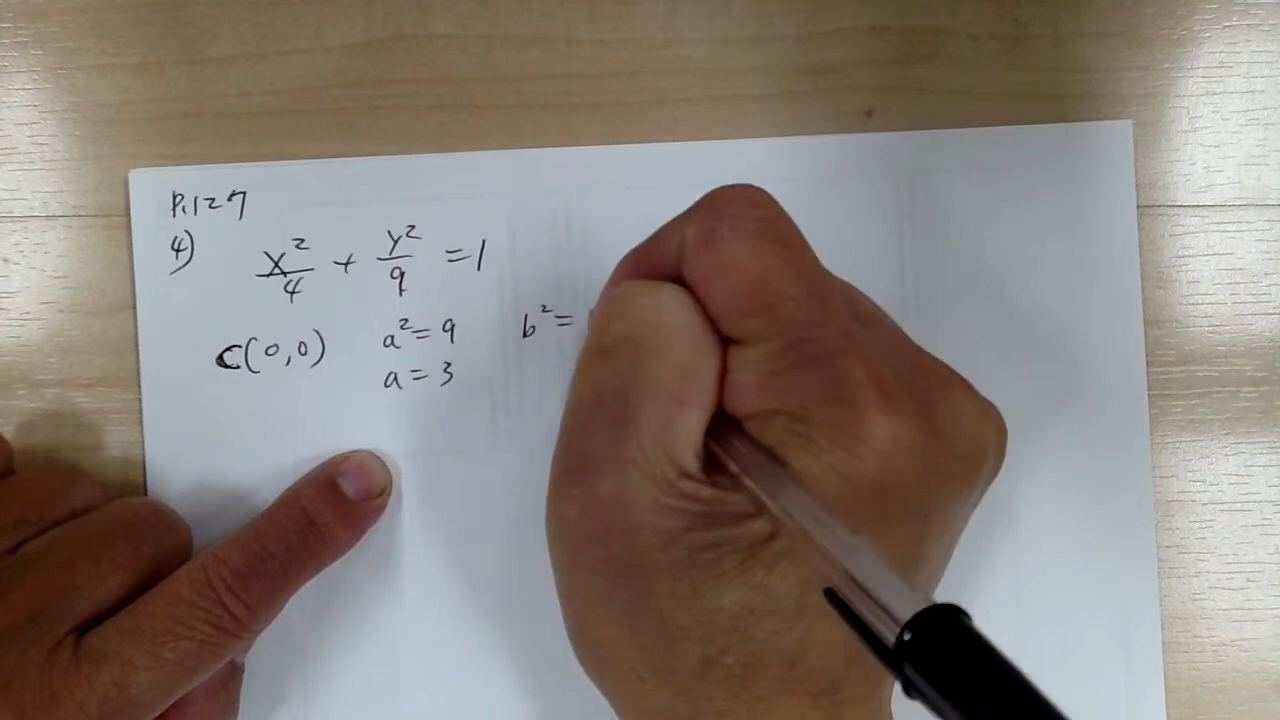 P.127
4) x²/4 + y²/9 = 1
C(0,0) a² = 9 b² =
a = 3